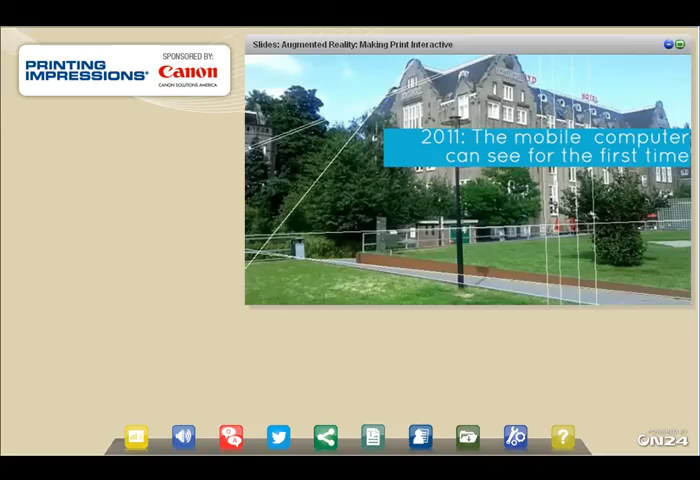 PRINTING
IMPRESSIONS
SPONSORED BY:
Canon
CANON SOLUTIONS AMERICA
Slides: Augmented Reality: Making Print Interactive
HOTEL
2011: The mobile computer
can see for the first time
Q
A
?
POWERED BY
ON24